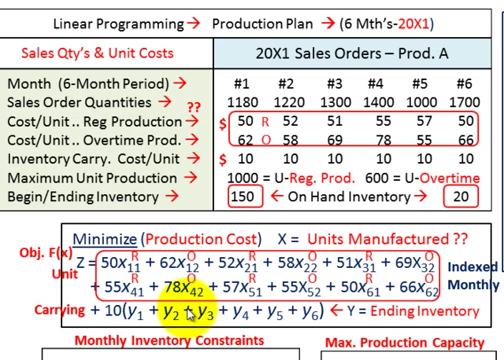 Linear Programming → Production Plan → (6 Mth's-20X1)
Sales Qty's & Unit Costs 20X1 Sales Orders – Prod. A
Month (6-Month Period) → #1 #2 #3 #4 #5 #6
Sales Order Quantities → ?? 1180 1220 1300 1400 1000 1700
Cost/Unit .. Reg Production → $ 50 R 52 51 55 57 50
Cost/Unit .. Overtime Prod. → 62 O 58 69 78 55 66
Inventory Carry. Cost/Unit → $ 10 10 10 10 10 10
Maximum Unit Production → 1000 = U-Reg. Prod. 600 = U-Overtime
Begin/Ending Inventory → 150 ← On Hand Inventory → 20
Minimize (Production Cost) X = Units Manufactured ??
Obj. F(x) Z = 50x11 R + 62x12 O + 52x21 R + 58x22 O + 51x31 R + 69X32 O Indexed
Unit + 55x41 R + 78x42 O + 57x51 R + 55X52 O + 50x61 R + 66x62 O Monthly
Carrying + 10(y1 + y2 + y3 + y4 + y5 + y6) ← Y = Ending Inventory
Monthly Inventory Constraints Max. Production Capacity